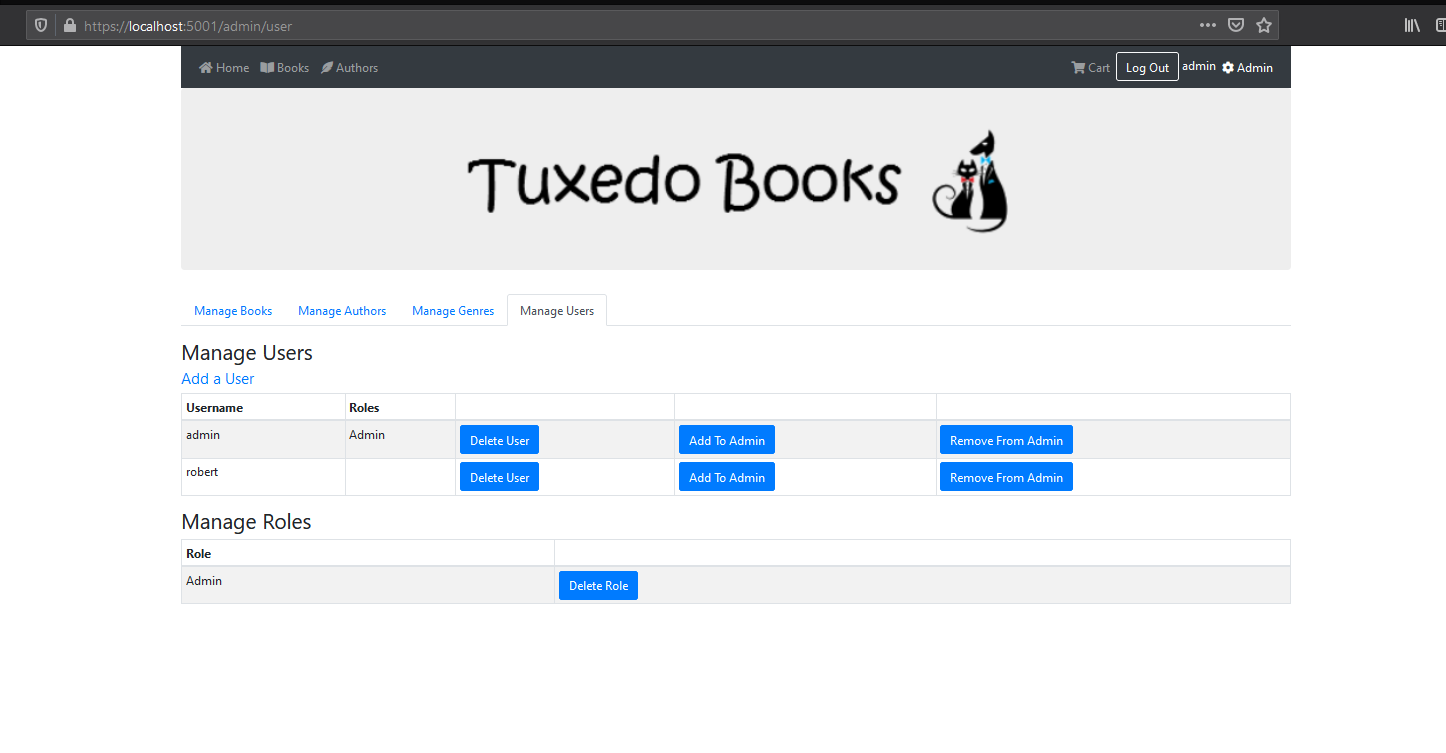 https://localhost:5001/admin/user
Home Books Authors Cart Log Out admin Admin
Tuxedo Books
Manage Books Manage Authors Manage Genres Manage Users
Manage Users
Add a User
Username Roles
admin Admin Delete User Add To Admin Remove From Admin
robert Delete User Add To Admin Remove From Admin
Manage Roles
Role
Admin Delete Role